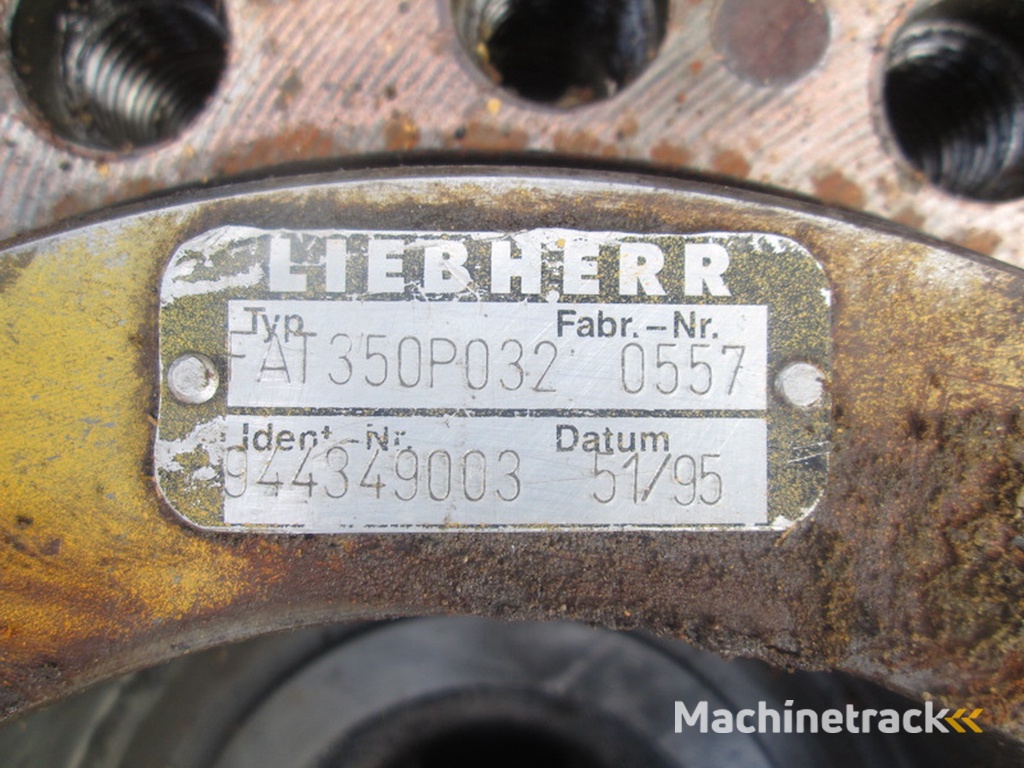 LIEBHERR
Typ Fabr.-Nr.
FAT350P032 0557
Ident.-Nr. Datum
944349003 51/95
Machinetrack